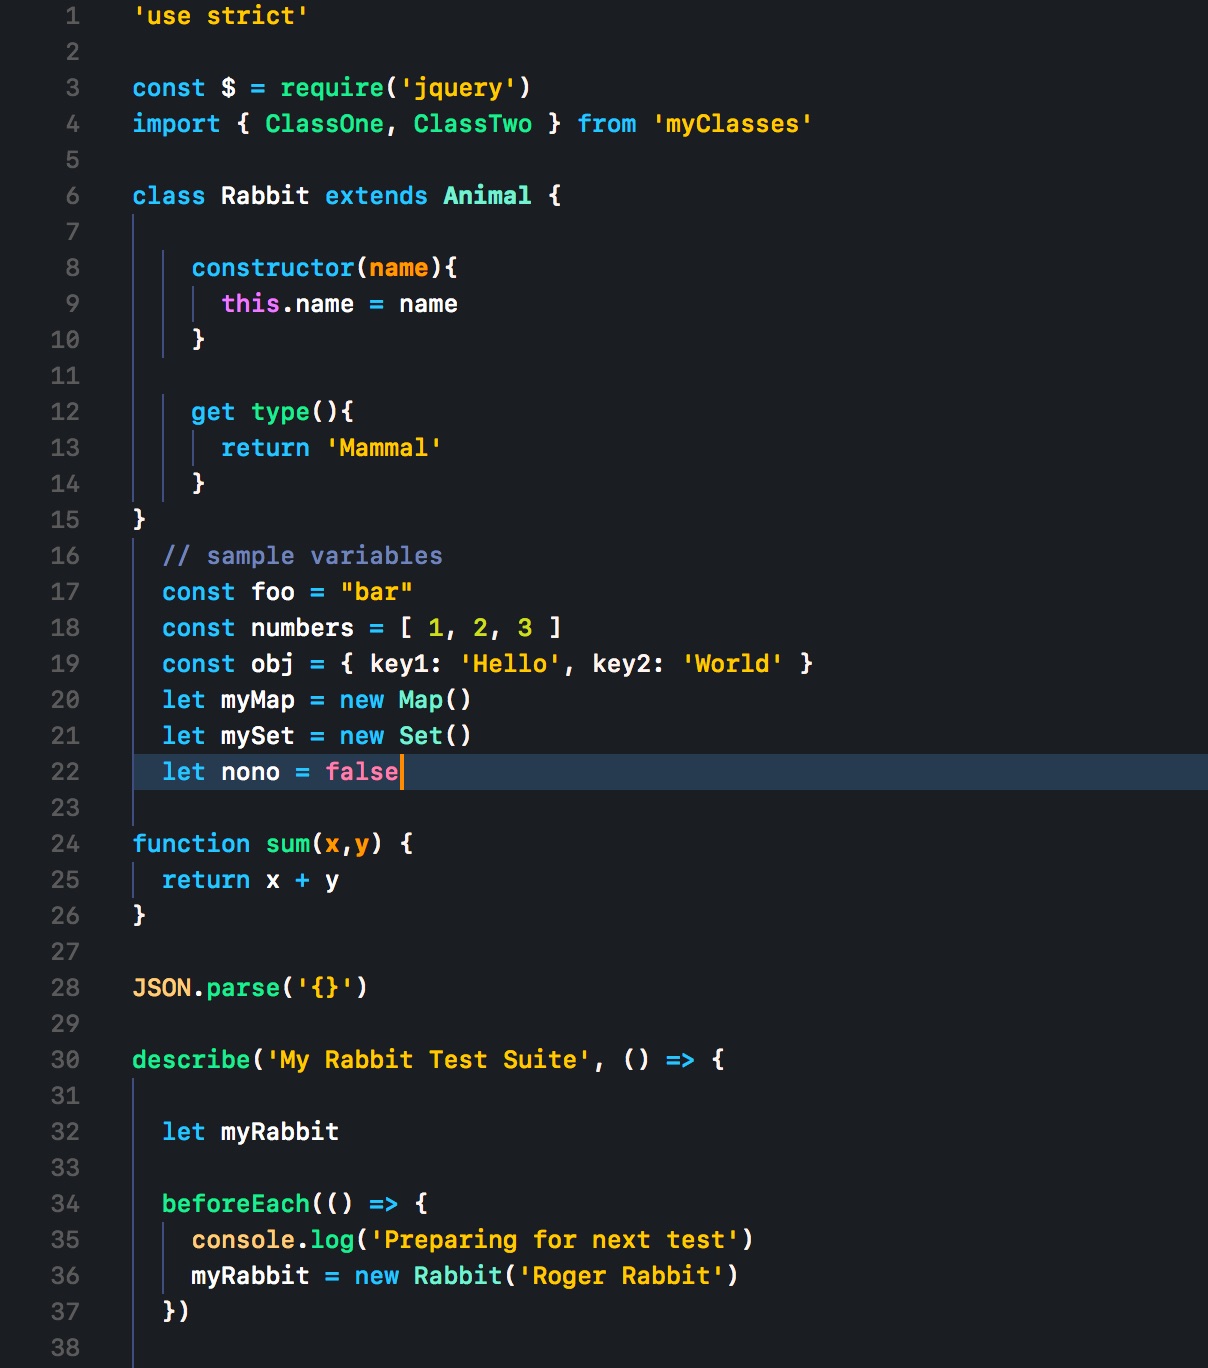 1 'use strict'
2
3 const $ = require('jquery')
4 import { ClassOne, ClassTwo } from 'myClasses'
5
6 class Rabbit extends Animal {
7
8     constructor(name){
9       this.name = name
10     }
11
12     get type(){
13       return 'Mammal'
14     }
15 }
16   // sample variables
17   const foo = "bar"
18   const numbers = [ 1, 2, 3 ]
19   const obj = { key1: 'Hello', key2: 'World' }
20   let myMap = new Map()
21   let mySet = new Set()
22   let nono = false
23
24 function sum(x,y) {
25   return x + y
26 }
27
28 JSON.parse('{}')
29
30 describe('My Rabbit Test Suite', () => {
31
32   let myRabbit
33
34   beforeEach(() => {
35     console.log('Preparing for next test')
36     myRabbit = new Rabbit('Roger Rabbit')
37   })
38